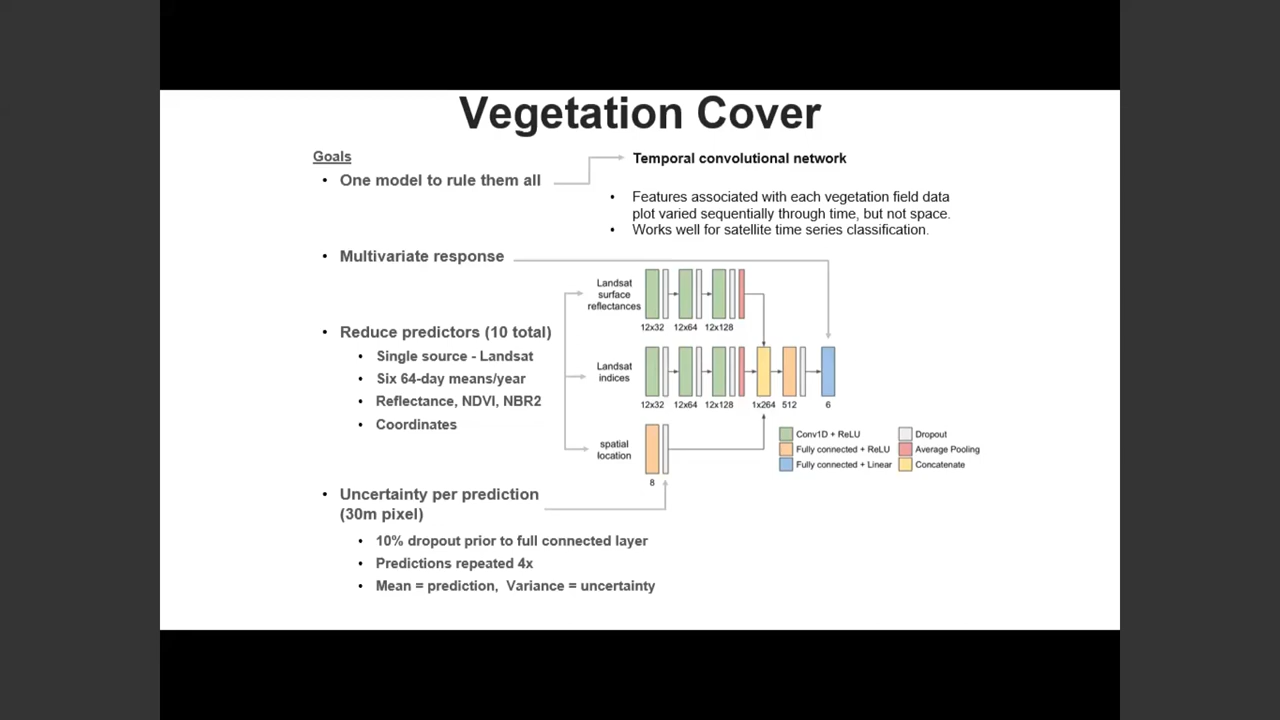 Vegetation Cover
Goals
• One model to rule them all
Temporal convolutional network
• Features associated with each vegetation field data
plot varied sequentially through time, but not space.
• Works well for satellite time series classification.
• Multivariate response
• Reduce predictors (10 total)
• Single source - Landsat
• Six 64-day means/year
• Reflectance, NDVI, NBR2
• Coordinates
Landsat
surface
reflectances
12x32 12x64 12x128
Landsat
indices
12x32 12x64 12x128 1x264 512 6
spatial
location
8
Conv1D + ReLU
Fully connected + ReLU
Fully connected + Linear
Dropout
Average Pooling
Concatenate
• Uncertainty per prediction
(30m pixel)
• 10% dropout prior to full connected layer
• Predictions repeated 4x
• Mean = prediction, Variance = uncertainty